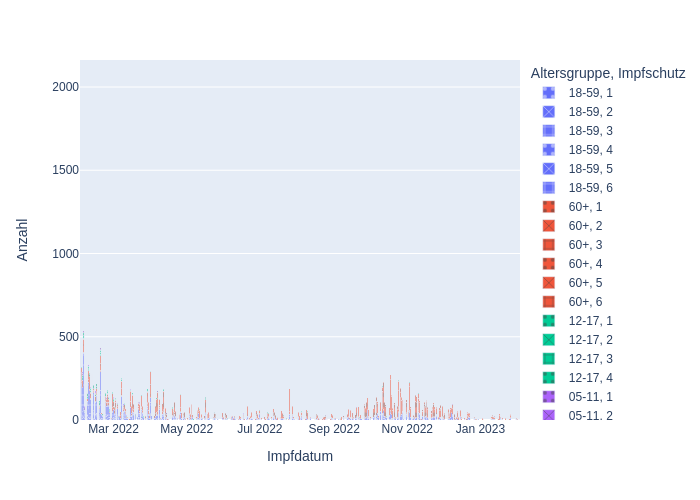 Altersgruppe, Impfschutz
18-59, 1
18-59, 2
18-59, 3
18-59, 4
18-59, 5
18-59, 6
60+, 1
60+, 2
60+, 3
60+, 4
60+, 5
60+, 6
12-17, 1
12-17, 2
12-17, 3
12-17, 4
05-11, 1
05-11, 2
2000
1500
1000
500
0
Anzahl
Mar 2022
May 2022
Jul 2022
Sep 2022
Nov 2022
Jan 2023
Impfdatum